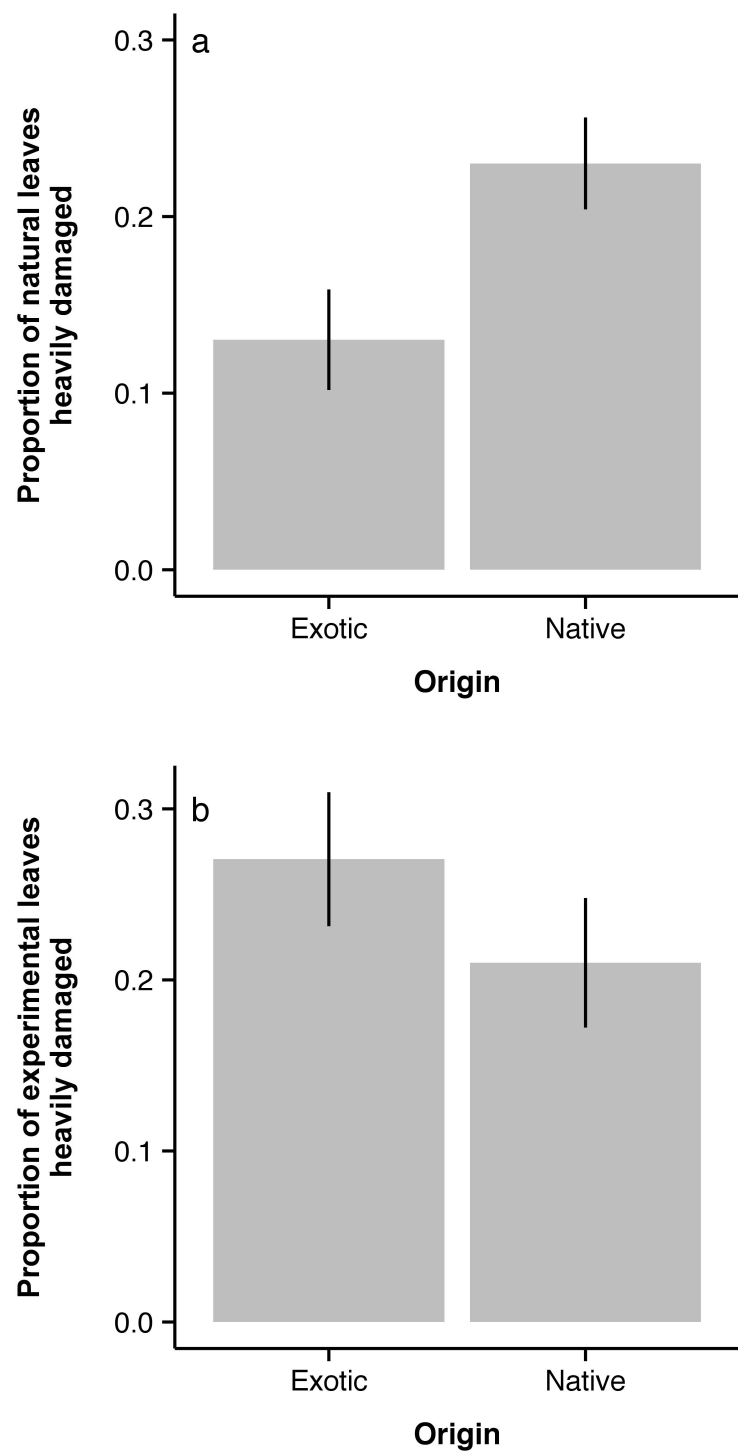 a
0.3
0.2
0.1
0.0
Proportion of natural leaves
heavily damaged
Exotic Native
Origin
b
0.3
0.2
0.1
0.0
Proportion of experimental leaves
heavily damaged
Exotic Native
Origin